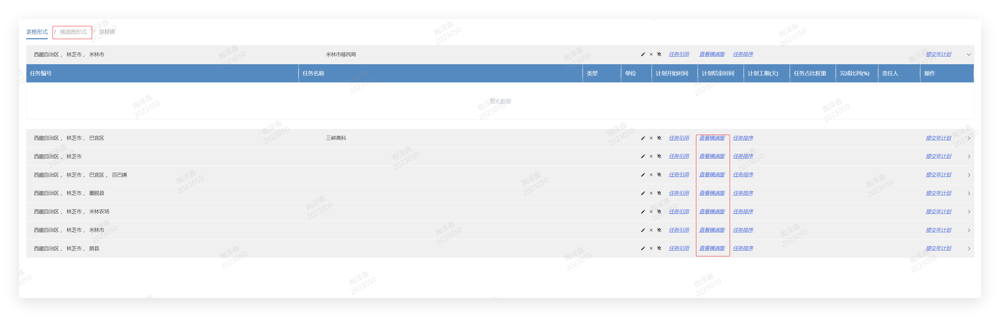 表格形式 / 横道图形式 / 里程碑
西藏自治区， 林芝市， 米林市 米林市移民局 任务引用 查看横道图 任务排序 提交年计划
任务编号 任务名称 类型 单位 计划开始时间 计划结束时间 计划工期(天) 任务占比权重 完成比列(%) 责任人 操作
暂无数据
西藏自治区， 林芝市， 巴宜区 三峡高科 任务引用 查看横道图 任务排序 提交年计划
西藏自治区， 林芝市 任务引用 查看横道图 任务排序 提交年计划
西藏自治区， 林芝市， 巴宜区， 百巴镇 任务引用 查看横道图 任务排序 提交年计划
西藏自治区， 林芝市， 墨脱县 任务引用 查看横道图 任务排序 提交年计划
西藏自治区， 林芝市， 米林农场 任务引用 查看横道图 任务排序 提交年计划
西藏自治区， 林芝市， 米林市 任务引用 查看横道图 任务排序 提交年计划
西藏自治区， 林芝市， 朗县 任务引用 查看横道图 任务排序 提交年计划
陶泽鑫
2023050